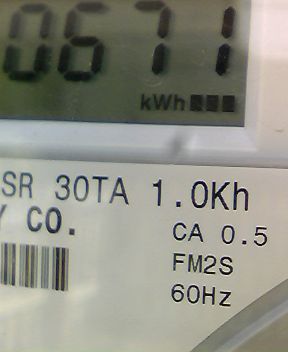 0671
kWh
SR 30TA 1.0Kh
Y CO.
CA 0.5
FM2S
60Hz